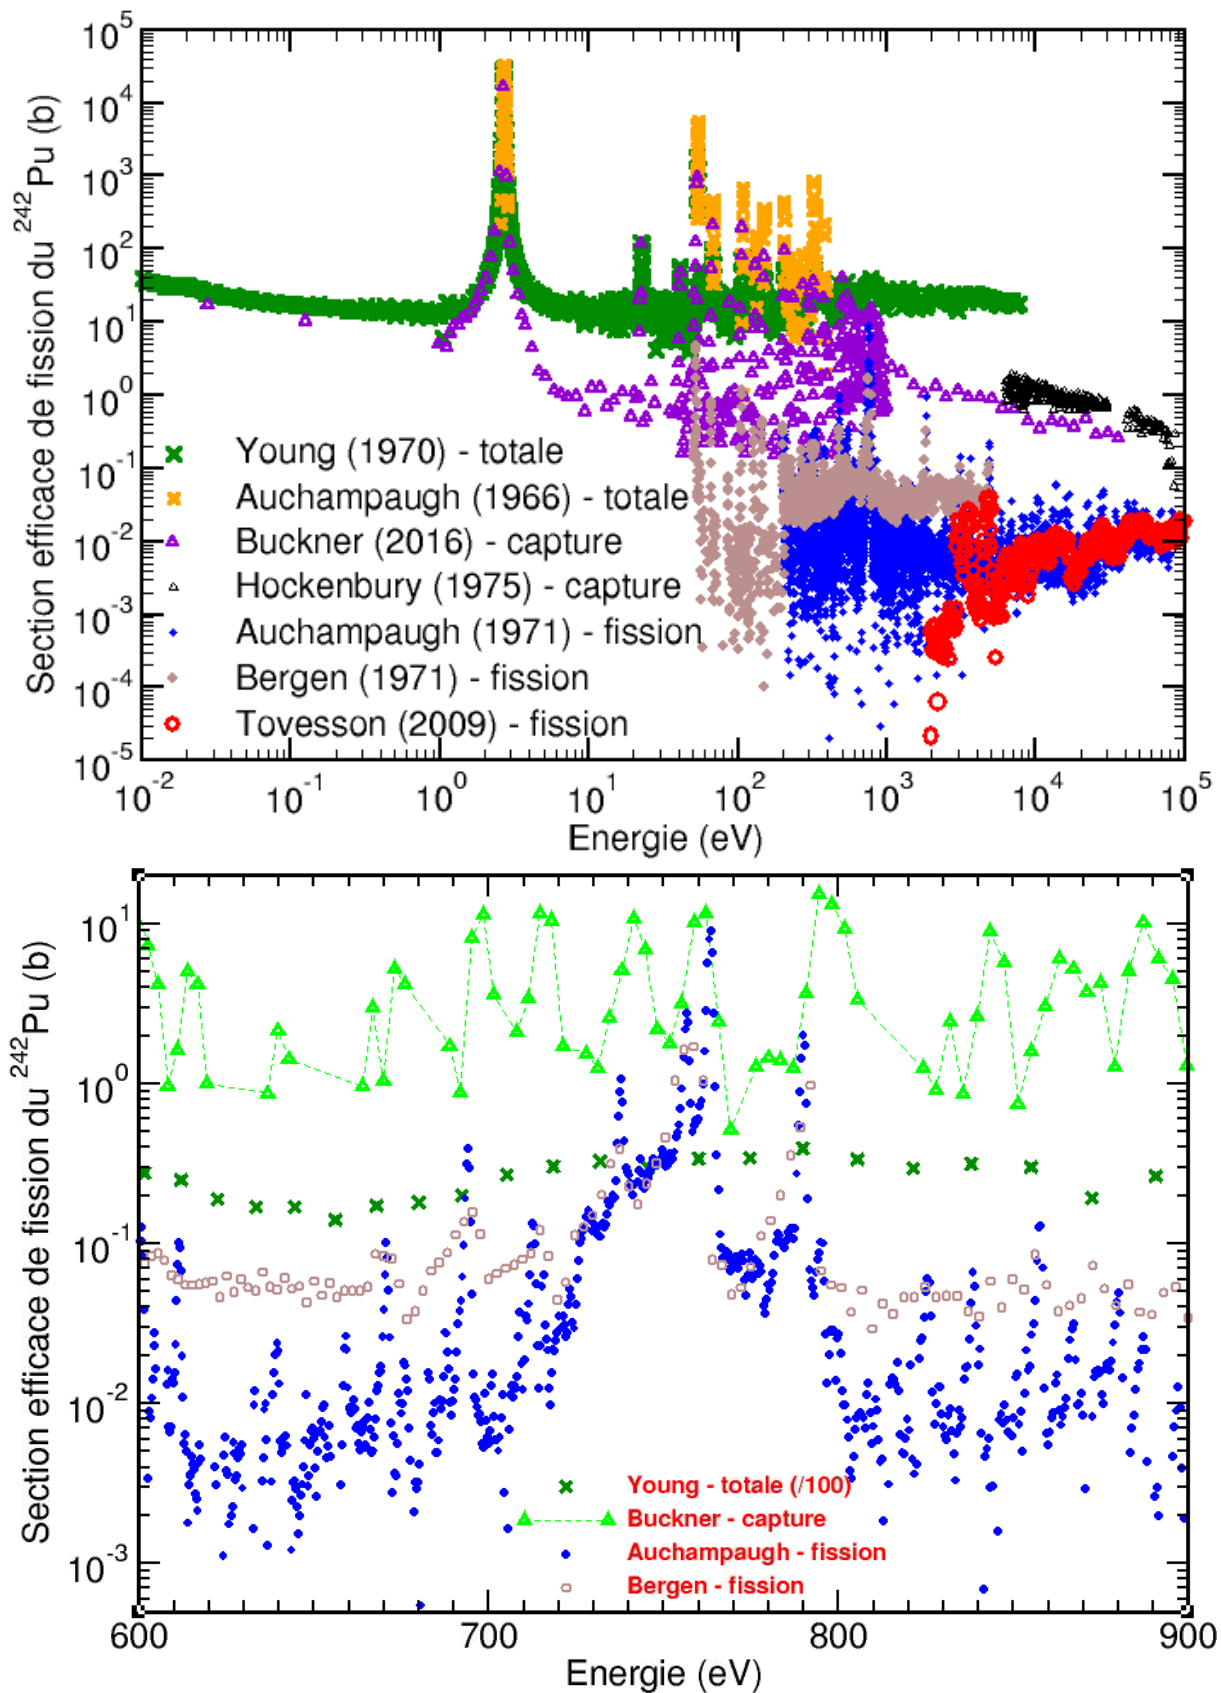 10^5
10^4
10^3
10^2
10^1
10^0
10^-1
10^-2
10^-3
10^-4
10^-5
Section efficace de fission du ^242Pu (b)
Young (1970) - totale
Auchampaugh (1966) - totale
Buckner (2016) - capture
Hockenbury (1975) - capture
Auchampaugh (1971) - fission
Bergen (1971) - fission
Tovesson (2009) - fission
10^-2 10^-1 10^0 10^1 10^2 10^3 10^4 10^5
Energie (eV)
10^1
10^0
10^-1
10^-2
10^-3
Section efficace de fission du ^242Pu (b)
Young - totale (/100)
Buckner - capture
Auchampaugh - fission
Bergen - fission
600 700 800 900
Energie (eV)